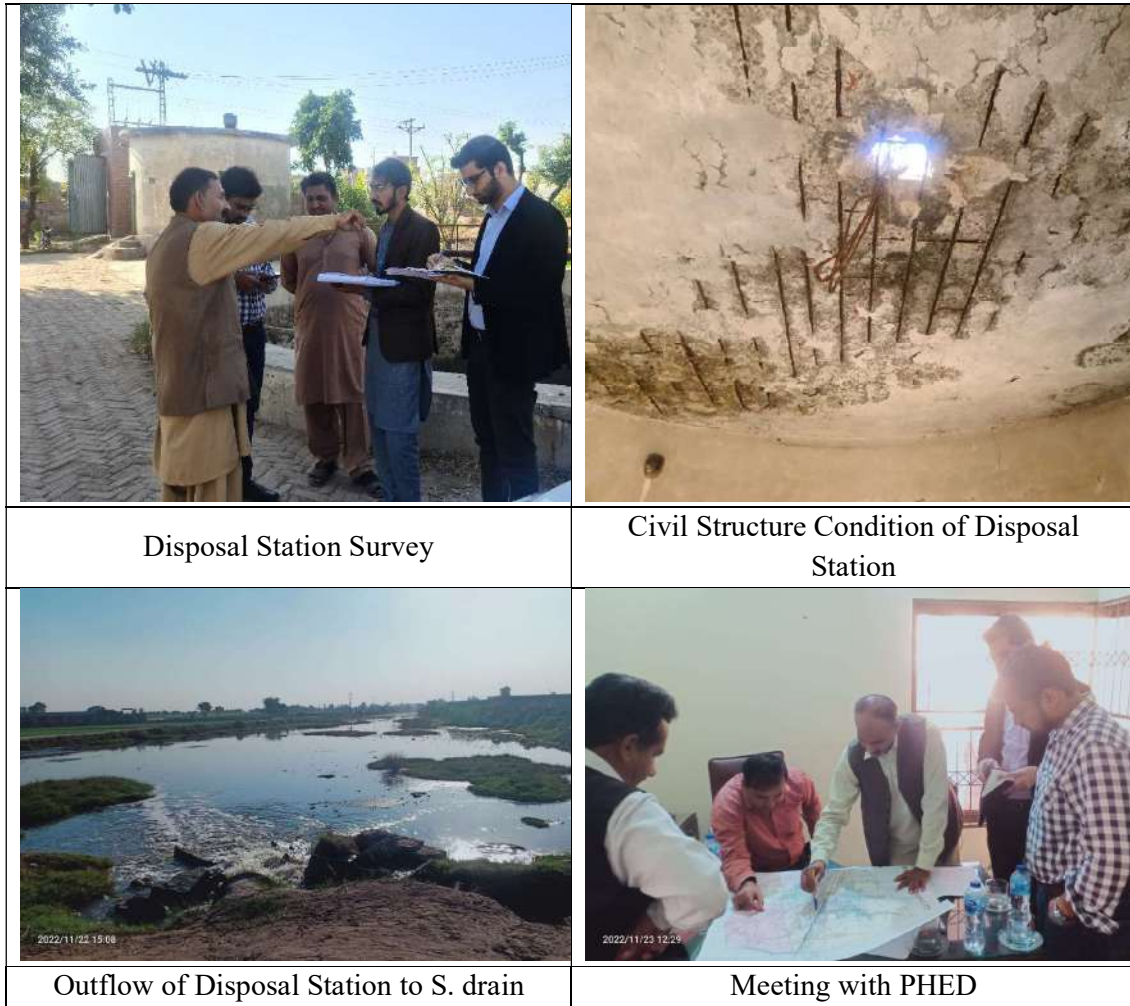 Disposal Station Survey
Civil Structure Condition of Disposal
Station
2022/11/22 15:08
2022/11/23 12:29
Outflow of Disposal Station to S. drain
Meeting with PHED